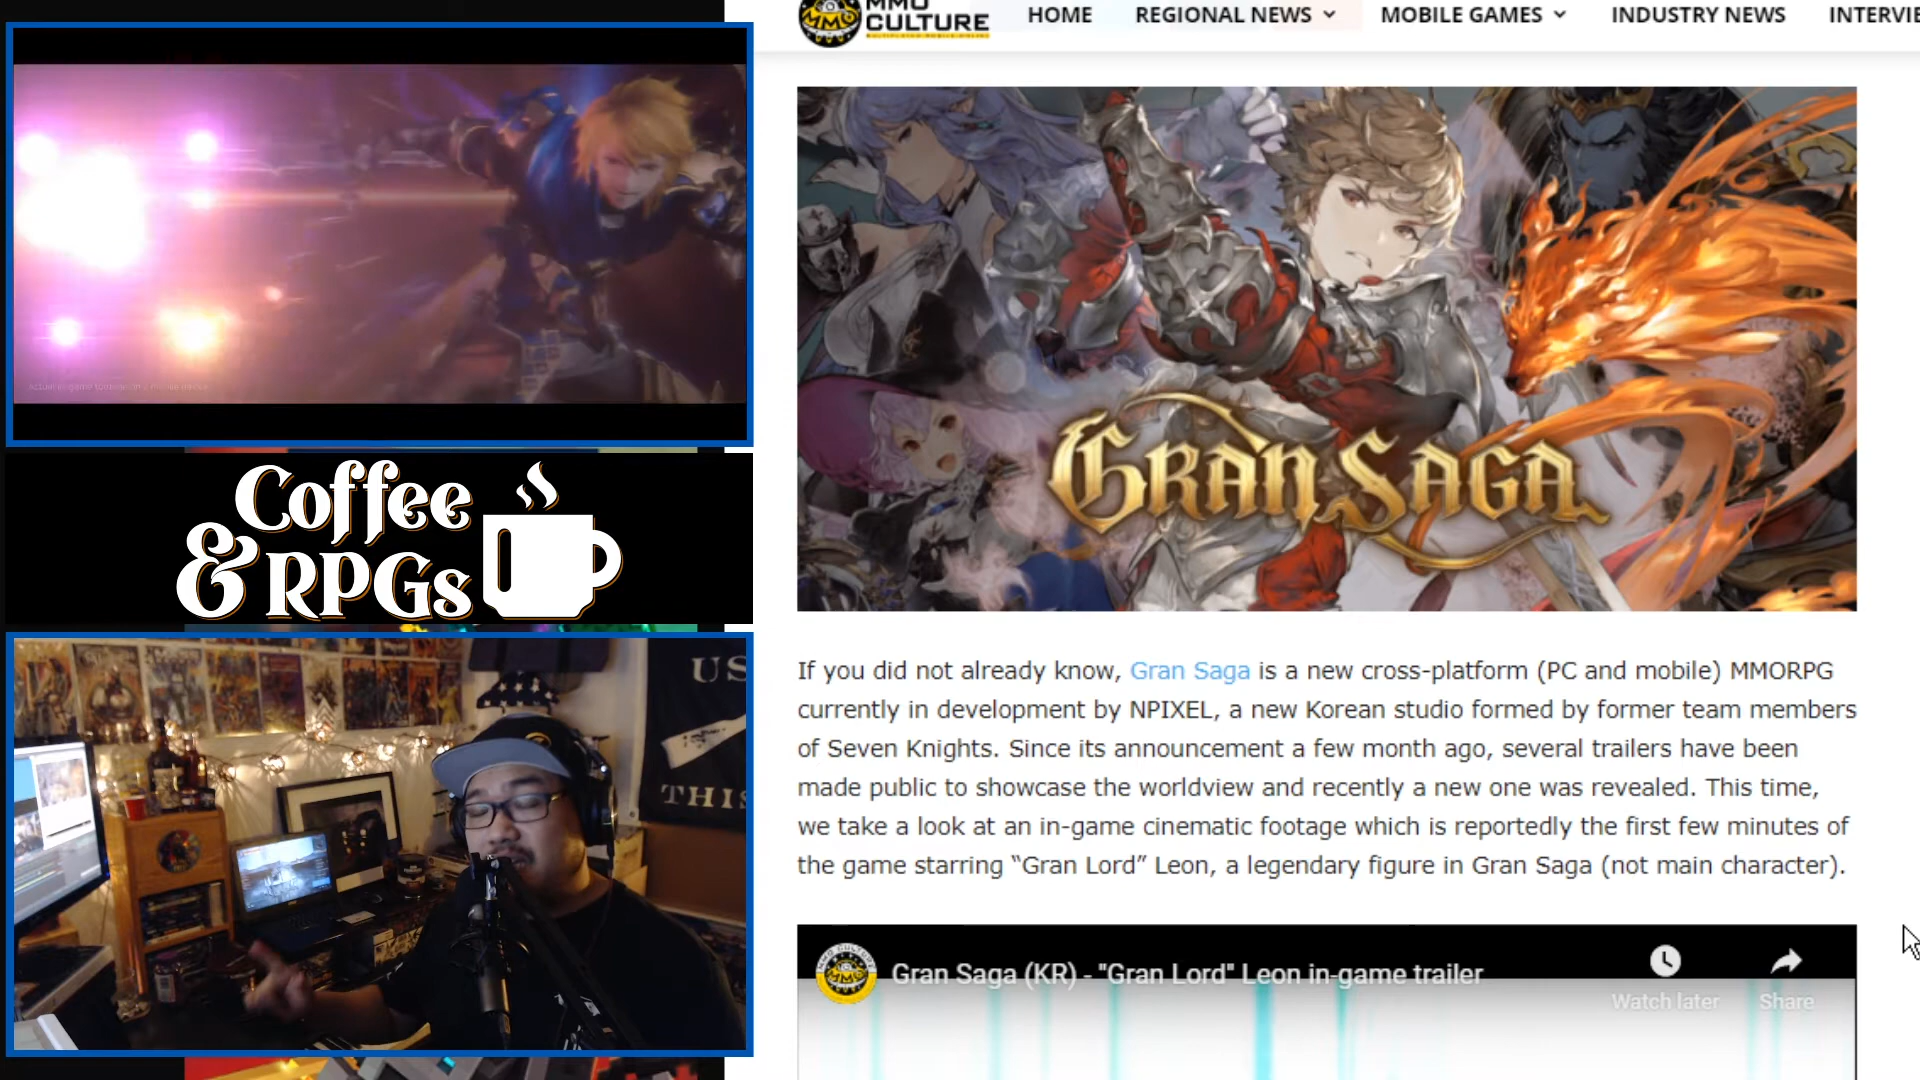 MMO
CULTURE
HOME
REGIONAL NEWS
MOBILE GAMES
INDUSTRY NEWS
GRAN SAGA
Coffee
& RPGs
US
THIS
If you did not already know, Gran Saga is a new cross-platform (PC and mobile) MMORPG
currently in development by NPIXEL, a new Korean studio formed by former team members
of Seven Knights. Since its announcement a few month ago, several trailers have been
made public to showcase the worldview and recently a new one was revealed. This time,
we take a look at an in-game cinematic footage which is reportedly the first few minutes of
the game starring “Gran Lord” Leon, a legendary figure in Gran Saga (not main character).
Gran Saga (KR) - "Gran Lord" Leon in-game trailer
Watch later
Share